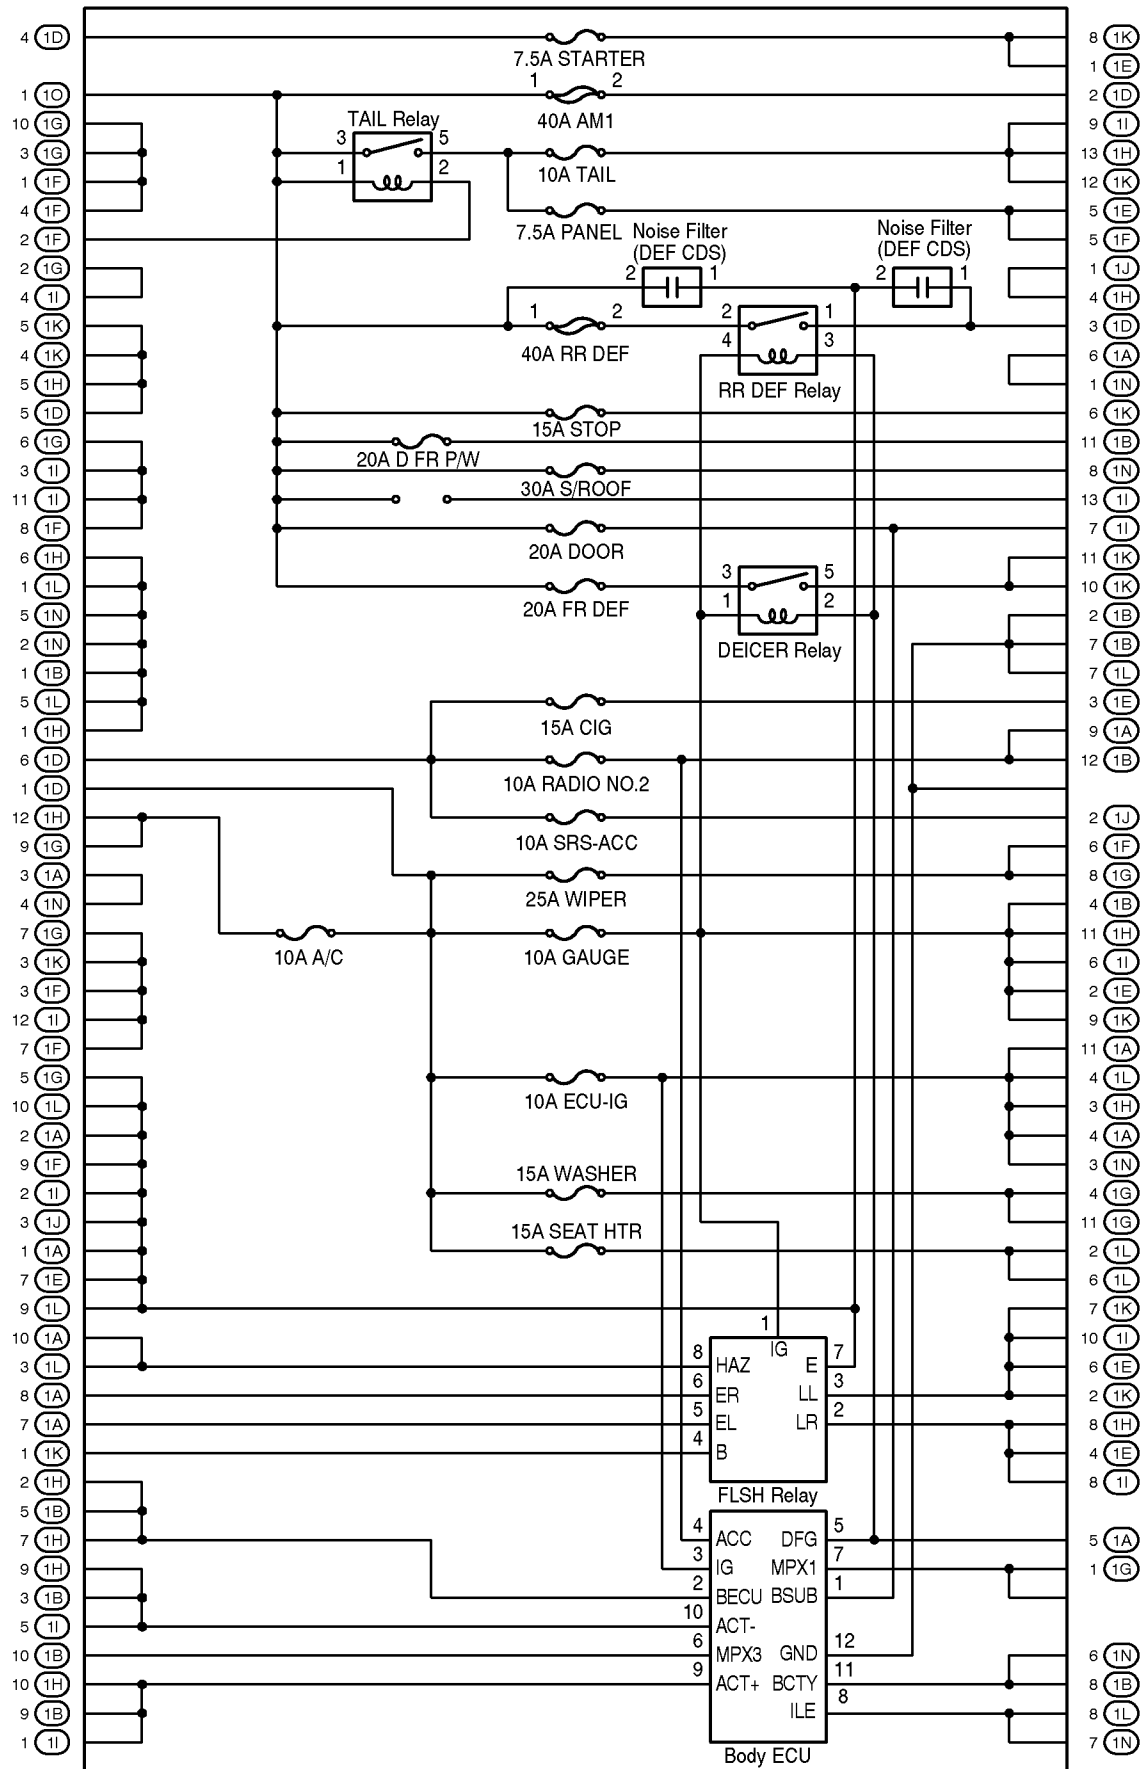 4 1D 7.5A STARTER 8 1K
1 1E
1 1O 1 2 40A AM1 2 1D
10 1G TAIL Relay 9 1I
3 1G 3 5 10A TAIL 13 1H
1 1F 1 2 12 1K
4 1F 7.5A PANEL 5 1E
2 1F Noise Filter (DEF CDS) Noise Filter (DEF CDS) 5 1F
2 1G 2 1 2 1 1 1J
4 1I 4 1H
5 1K 1 2 40A RR DEF 2 1 3 1D
4 1K 4 3 6 1A
5 1H RR DEF Relay 1 1N
5 1D 15A STOP 6 1K
6 1G 20A D FR P/W 11 1B
3 1I 30A S/ROOF 8 1N
11 1I 13 1I
8 1F 20A DOOR 7 1I
6 1H 11 1K
1 1L 20A FR DEF 3 5 10 1K
5 1N 1 2 2 1B
2 1N DEICER Relay 7 1B
1 1B 7 1L
5 1L 15A CIG 3 1E
1 1H 9 1A
6 1D 10A RADIO NO.2 12 1B
1 1D
12 1H 10A SRS-ACC 2 1J
9 1G 6 1F
3 1A 25A WIPER 8 1G
4 1N 4 1B
7 1G 10A A/C 10A GAUGE 11 1H
3 1K 6 1I
3 1F 2 1E
12 1I 9 1K
7 1F 11 1A
5 1G 10A ECU-IG 4 1L
10 1L 3 1H
2 1A 4 1A
9 1F 3 1N
2 1I 15A WASHER 4 1G
3 1J 11 1G
1 1A 15A SEAT HTR 2 1L
7 1E 6 1L
9 1L 7 1K
10 1A 1 IG 10 1I
3 1L 8 HAZ E 7 6 1E
8 1A 6 ER LL 3 2 1K
7 1A 5 EL LR 2 8 1H
1 1K 4 B 4 1E
2 1H FLSH Relay 8 1I
5 1B
7 1H 4 ACC DFG 5 5 1A
9 1H 3 IG MPX1 7 1 1G
3 1B 2 BECU BSUB 1
5 1I 10 ACT-
10 1B 6 MPX3 GND 12 6 1N
10 1H 9 ACT+ BCTY 11 8 1B
9 1B ILE 8 8 1L
1 1I Body ECU 7 1N